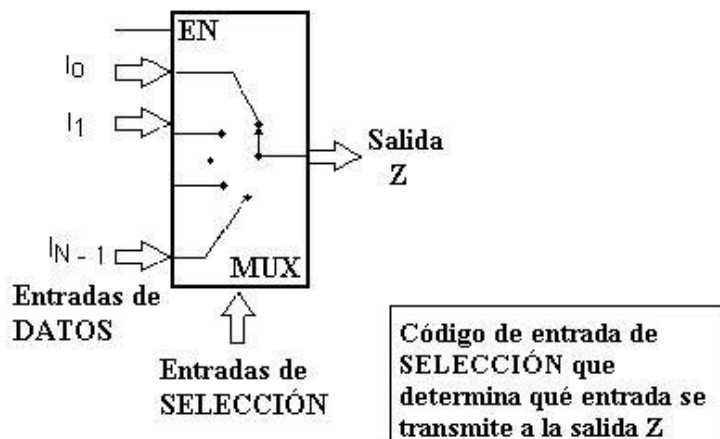 EN
I0
I1
Salida
Z
IN - 1
MUX
Entradas de
DATOS
Entradas de
SELECCIÓN
Código de entrada de
SELECCIÓN que
determina qué entrada se
transmite a la salida Z